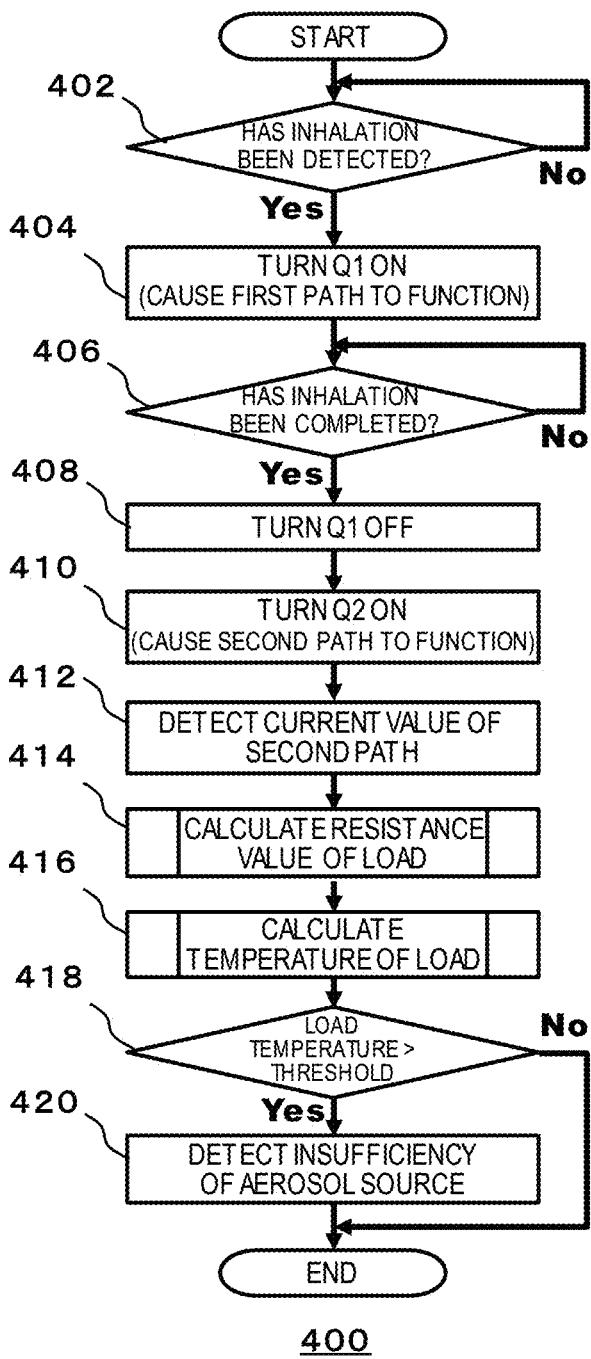 START
402
HAS INHALATION
BEEN DETECTED?
No
Yes
404
TURN Q1 ON
(CAUSE FIRST PATH TO FUNCTION)
406
HAS INHALATION
BEEN COMPLETED?
No
Yes
408
TURN Q1 OFF
410
TURN Q2 ON
(CAUSE SECOND PATH TO FUNCTION)
412
DETECT CURRENT VALUE OF
SECOND PATH
414
CALCULATE RESISTANCE
VALUE OF LOAD
416
CALCULATE
TEMPERATURE OF LOAD
418
LOAD
TEMPERATURE >
THRESHOLD
No
Yes
420
DETECT INSUFFICIENCY
OF AEROSOL SOURCE
END
400